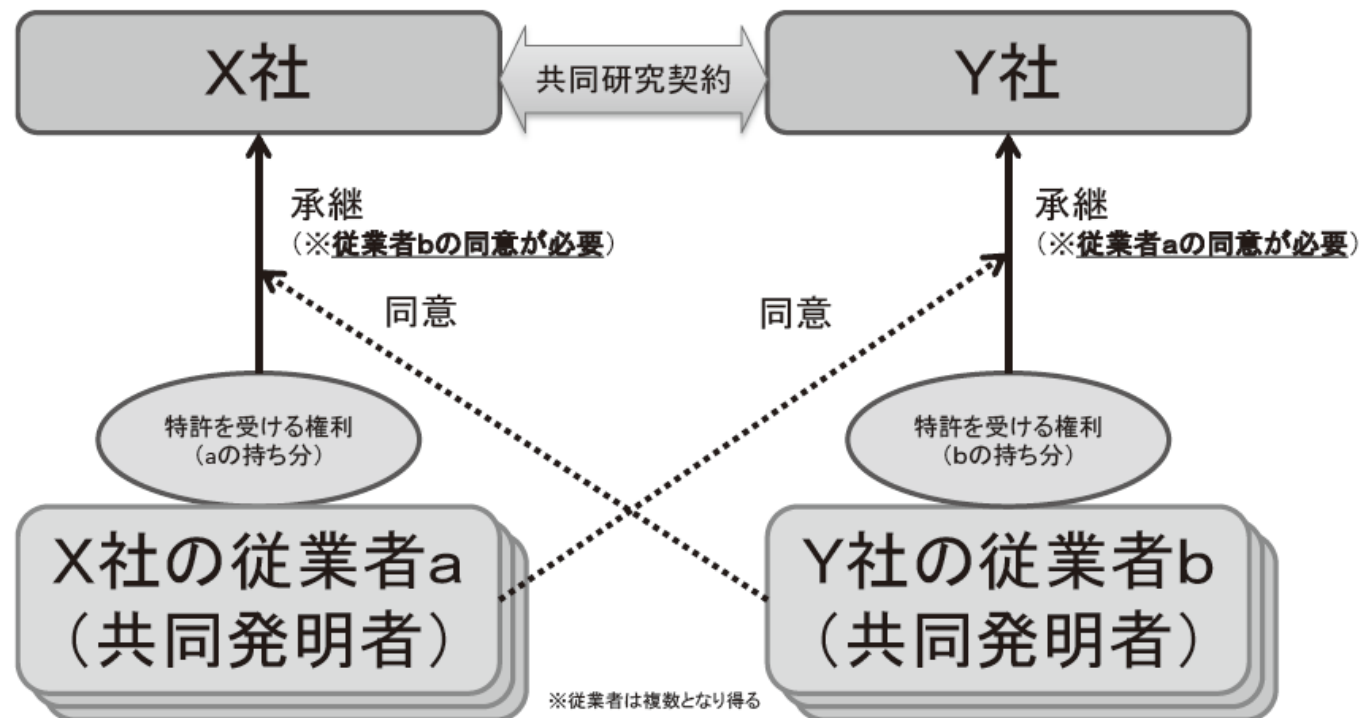 X社
共同研究契約
Y社
承継
(※従業者bの同意が必要)
承継
(※従業者aの同意が必要)
同意
同意
特許を受ける権利
(aの持ち分)
特許を受ける権利
(bの持ち分)
X社の従業者a
(共同発明者)
Y社の従業者b
(共同発明者)
※従業者は複数となり得る